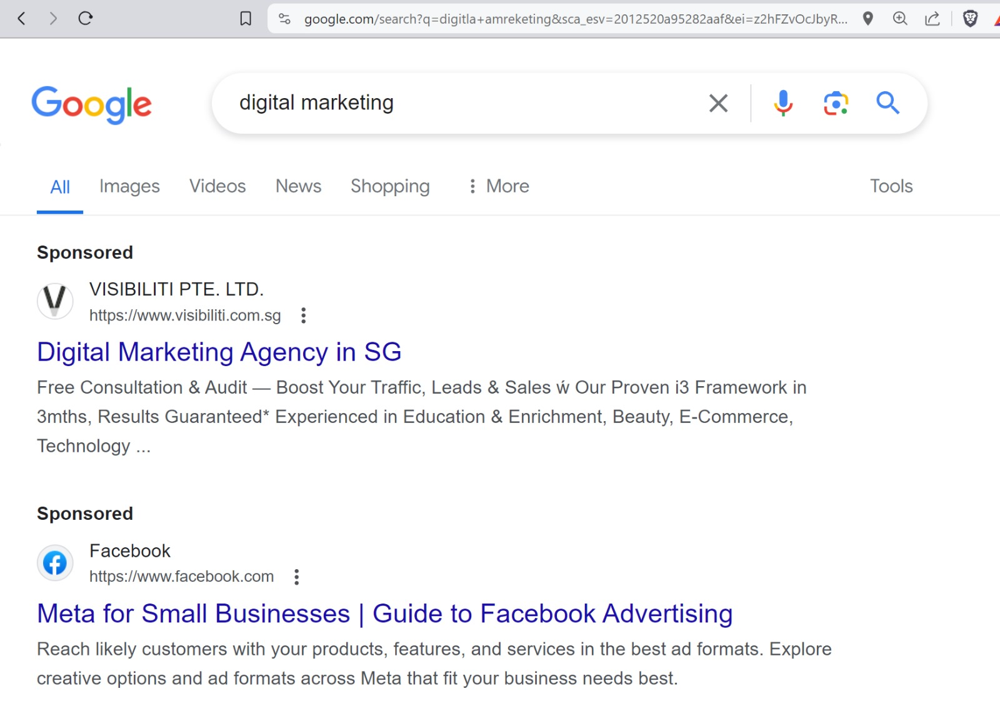 google.com/search?q=digitla+amreketing&sca_esv=2012520a95282aaf&ei=z2hFZvOcJbyR...
Google
digital marketing
All Images Videos News Shopping More Tools
Sponsored
VISIBILITI PTE. LTD.
https://www.visibiliti.com.sg
Digital Marketing Agency in SG
Free Consultation & Audit — Boost Your Traffic, Leads & Sales ẃ Our Proven i3 Framework in
3mths, Results Guaranteed* Experienced in Education & Enrichment, Beauty, E-Commerce,
Technology ...
Sponsored
Facebook
https://www.facebook.com
Meta for Small Businesses | Guide to Facebook Advertising
Reach likely customers with your products, features, and services in the best ad formats. Explore
creative options and ad formats across Meta that fit your business needs best.